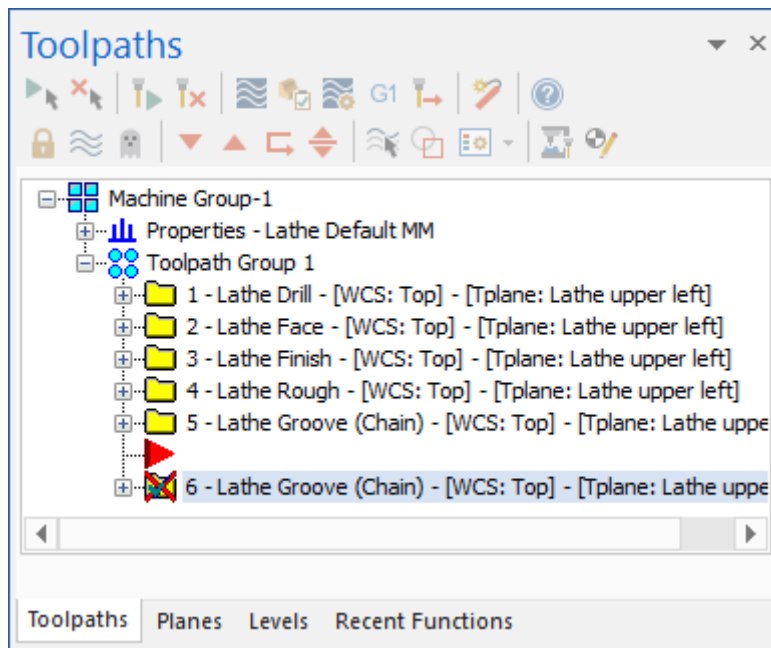 Toolpaths
G1
Machine Group-1
Properties - Lathe Default MM
Toolpath Group 1
1 - Lathe Drill - [WCS: Top] - [Tplane: Lathe upper left]
2 - Lathe Face - [WCS: Top] - [Tplane: Lathe upper left]
3 - Lathe Finish - [WCS: Top] - [Tplane: Lathe upper left]
4 - Lathe Rough - [WCS: Top] - [Tplane: Lathe upper left]
5 - Lathe Groove (Chain) - [WCS: Top] - [Tplane: Lathe uppe
6 - Lathe Groove (Chain) - [WCS: Top] - [Tplane: Lathe uppe
Toolpaths Planes Levels Recent Functions